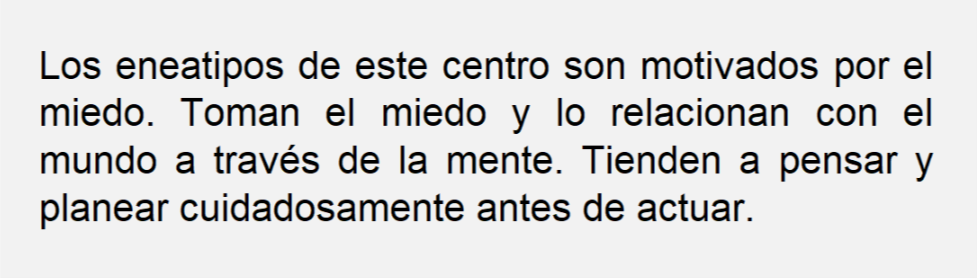 Los eneatipos de este centro son motivados por el
miedo. Toman el miedo y lo relacionan con el
mundo a través de la mente. Tienden a pensar y
planear cuidadosamente antes de actuar.